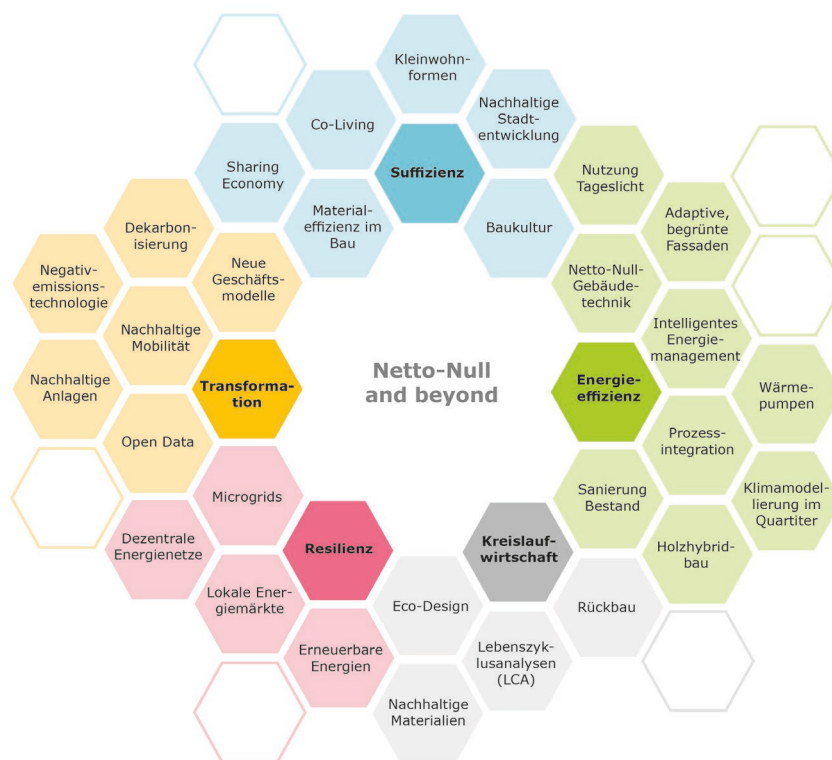 Kleinwohn-
formen
Co-Living
Nachhaltige
Stadt-
entwicklung
Sharing
Economy
Suffizienz
Nutzung
Tageslicht
Material-
effizienz im
Bau
Baukultur
Adaptive,
begrünte
Fassaden
Dekarbon-
isierung
Neue
Geschäfts-
modelle
Netto-Null-
Gebäude-
technik
Negativ-
emissions-
technologie
Nachhaltige
Mobilität
Intelligentes
Energie-
management
Nachhaltige
Anlagen
Transforma-
tion
Netto-Null
and beyond
Energie-
effizienz
Wärme-
pumpen
Open Data
Prozess-
integration
Microgrids
Sanierung
Bestand
Klimamodel-
lierung im
Quartiter
Dezentrale
Energienetze
Resilienz
Kreislauf-
wirtschaft
Holzhybrid-
bau
Lokale Ener-
giemärkte
Eco-Design
Rückbau
Erneuerbare
Energien
Lebenszyk-
lusanalysen
(LCA)
Nachhaltige
Materialien